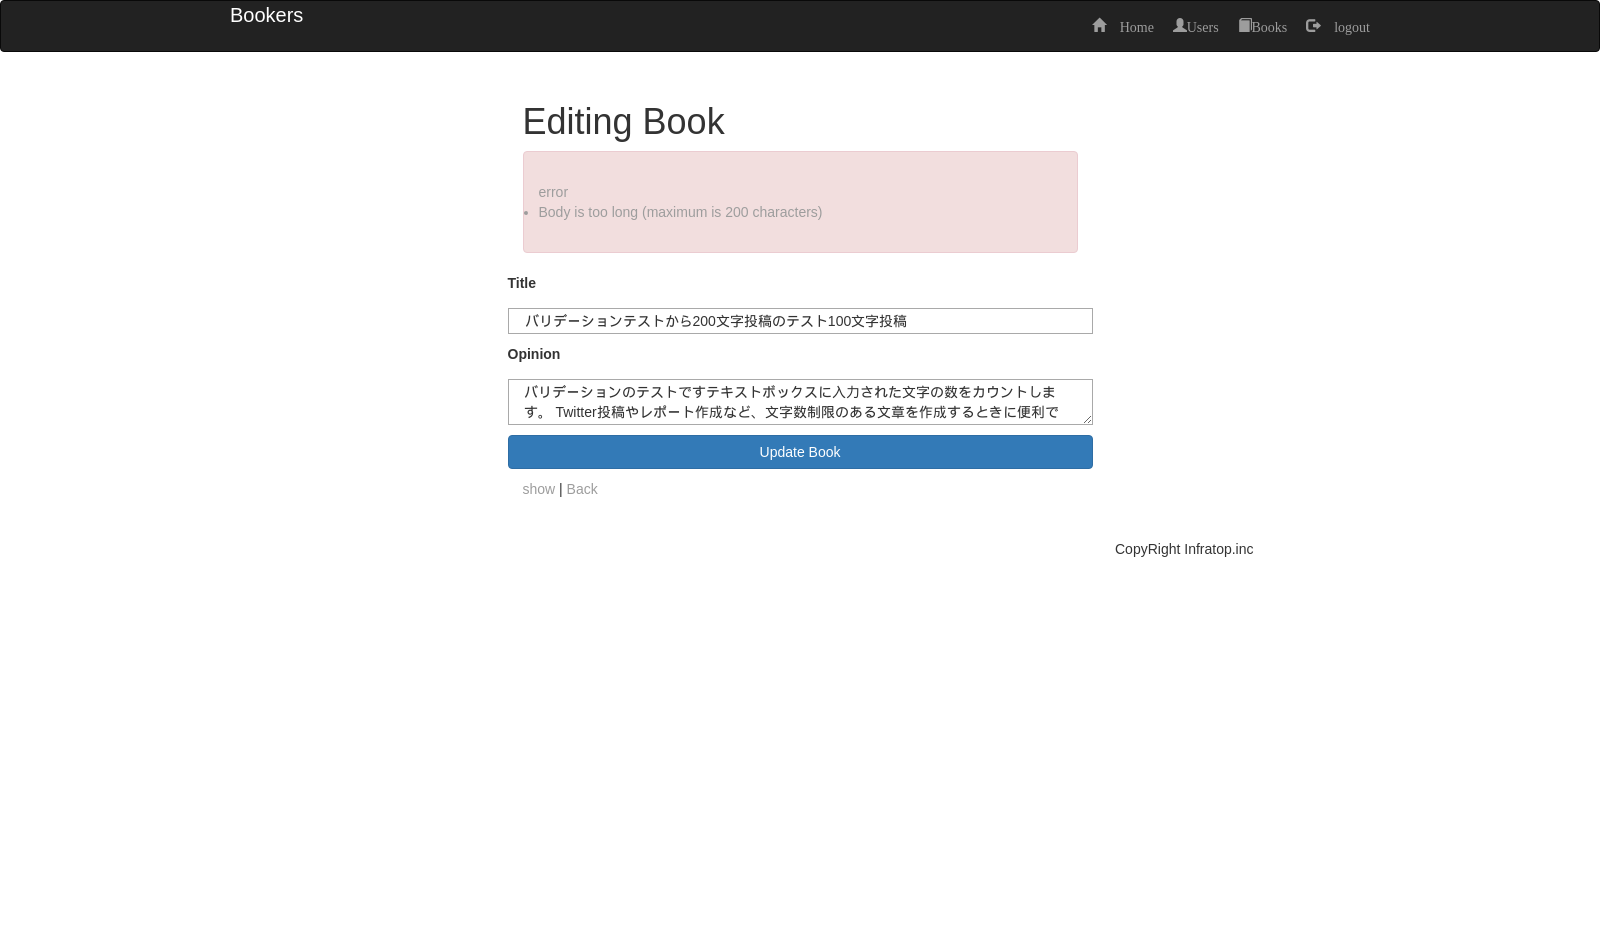 Bookers
Home Users Books logout
Editing Book
error
Body is too long (maximum is 200 characters)
Title
バリデーションテストから200文字投稿のテスト100文字投稿
Opinion
バリデーションのテストですテキストボックスに入力された文字の数をカウントしま
す。 Twitter投稿やレポート作成など、文字数制限のある文章を作成するときに便利で
Update Book
show | Back
CopyRight Infratop.inc